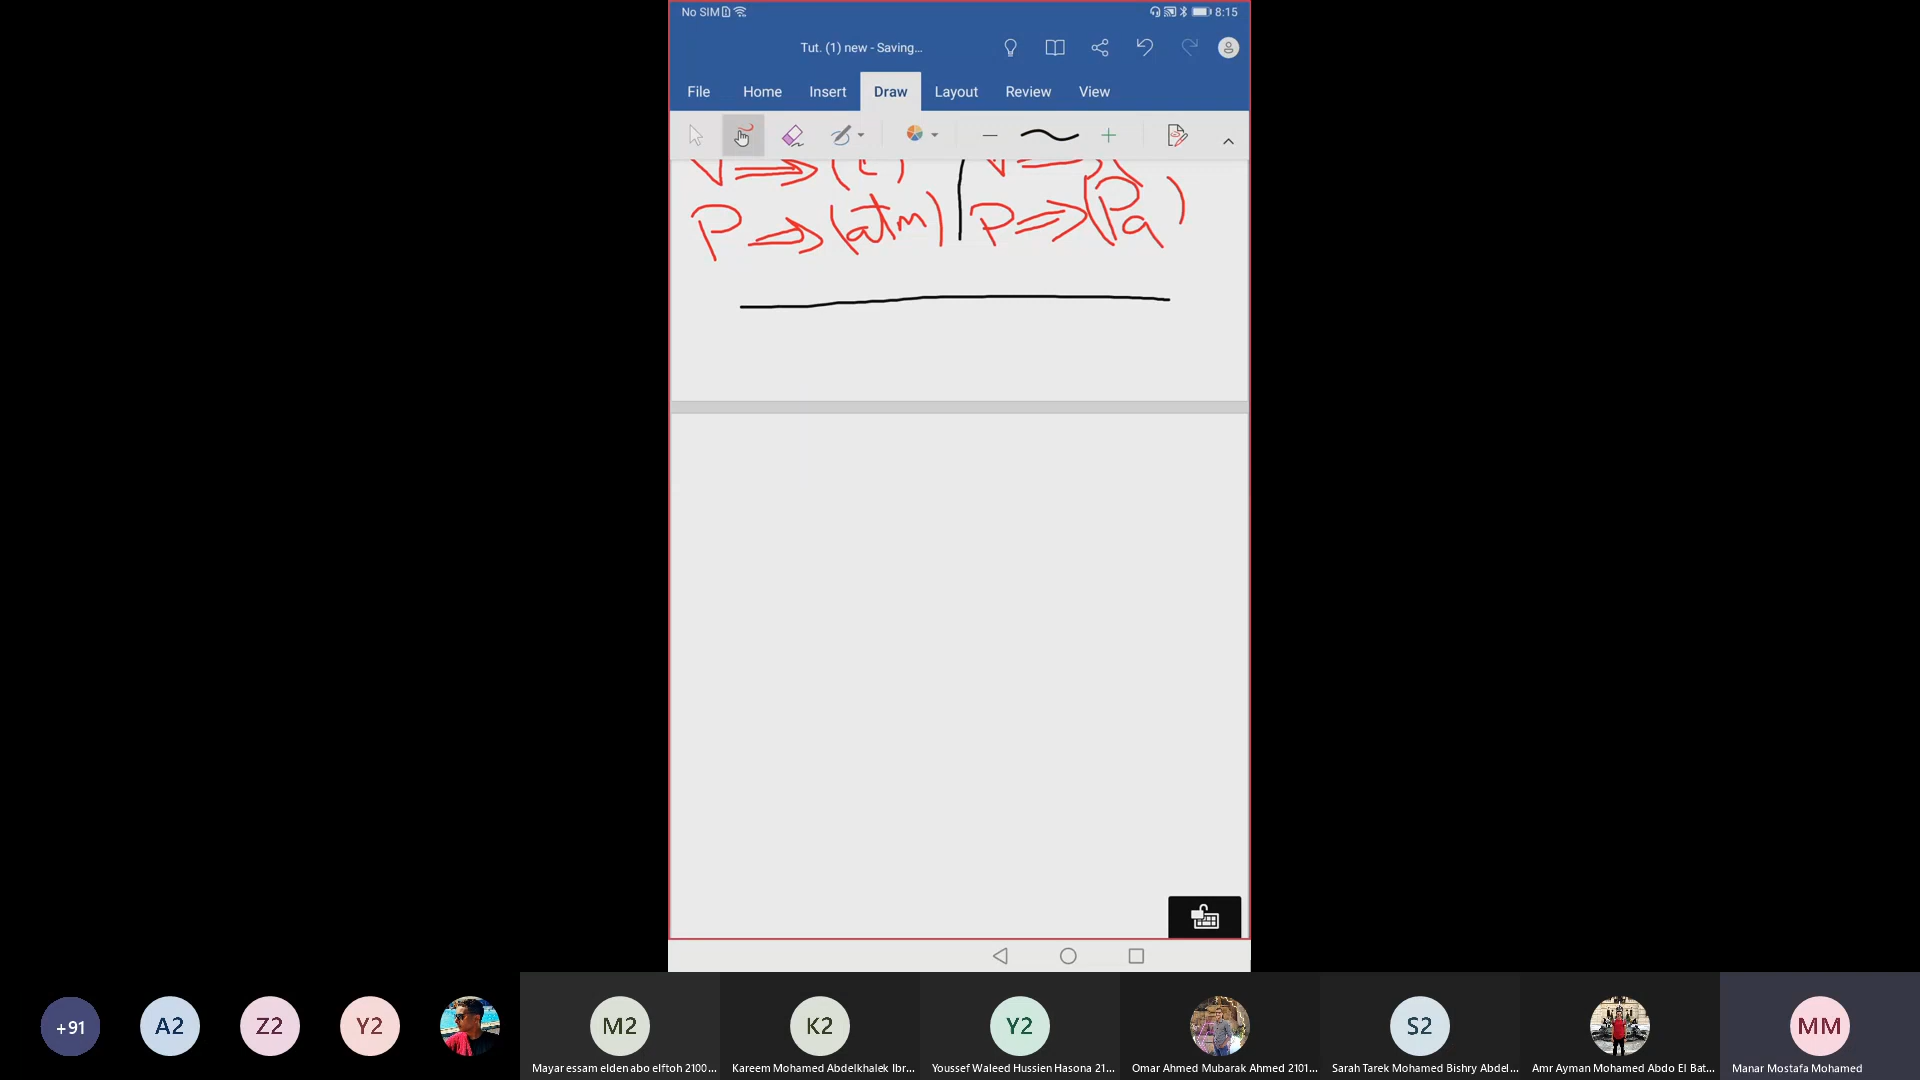 No SIM 8:15
Tut. (1) new - Saving...
File Home Insert Draw Layout Review View
V ⇒ (L) | V ⇒
P ⇒ (atm) | P ⇒ (Pa)
+91 A2 Z2 Y2 M2 K2 Y2 S2 MM
Mayar essam elden abo elftoh 2100... Kareem Mohamed Abdelkhalek Ibr... Youssef Waleed Hussien Hasona 21... Omar Ahmed Mubarak Ahmed 2101... Sarah Tarek Mohamed Bishry Abdel... Amr Ayman Mohamed Abdo El Bat... Manar Mostafa Mohamed